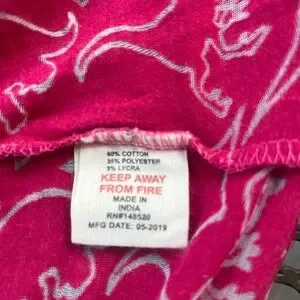 60% COTTON
35% POLYESTER
5% LYCRA
KEEP AWAY
FROM FIRE
MADE IN
INDIA
RN#148520
MFG DATE: 05-2019